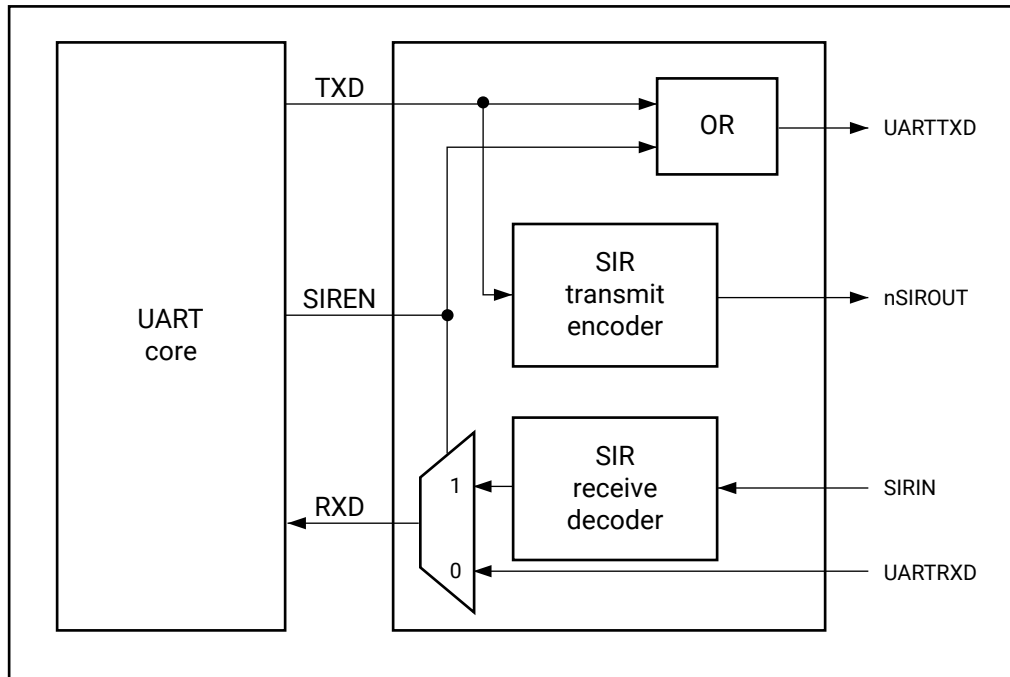 TXD
OR
UARTTXD
SIR
transmit
encoder
nSIROUT
SIREN
UART
core
SIR
receive
decoder
1
SIRIN
RXD
0
UARTRXD